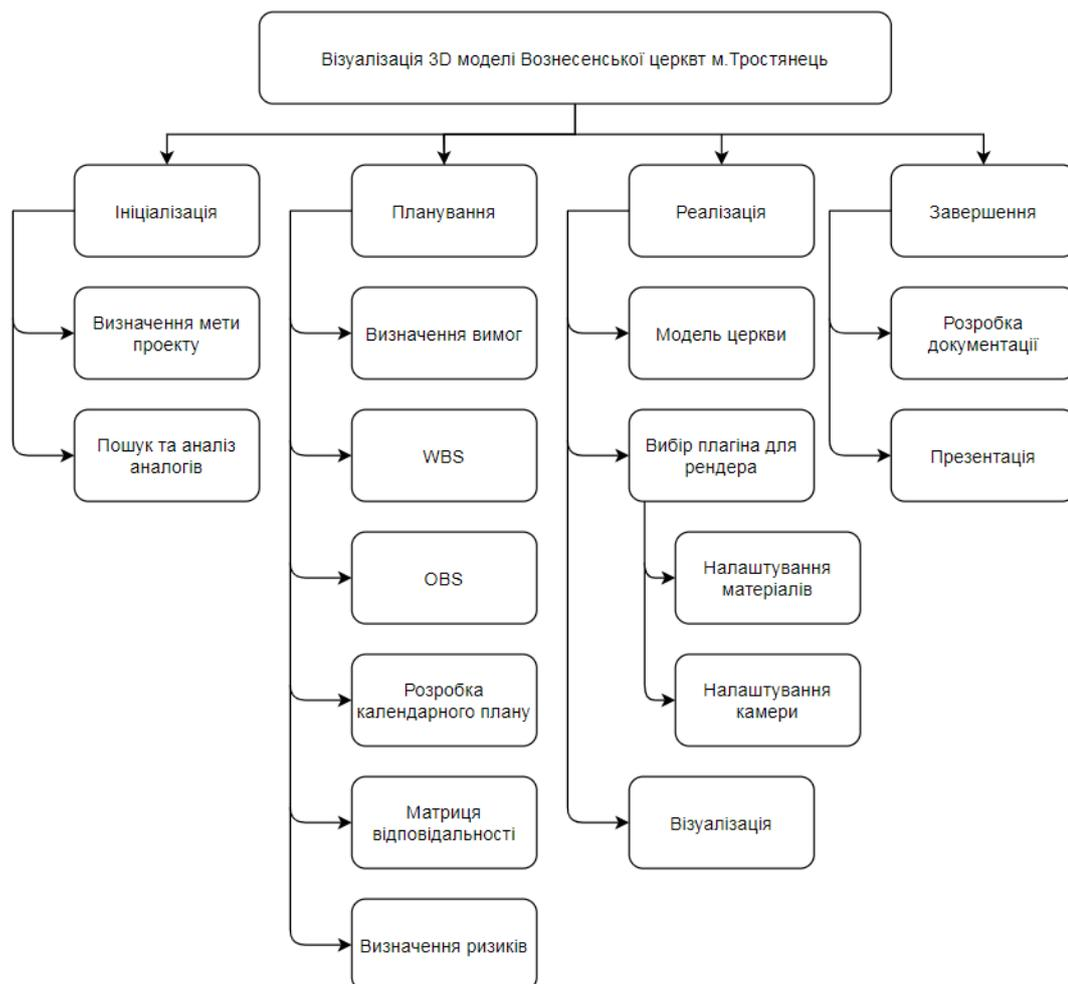 Візуалізація 3D моделі Вознесенської церквт м.Тростянець
Ініціалізація
Визначення мети
проекту
Пошук та аналіз
аналогів
Планування
Визначення вимог
WBS
OBS
Розробка
календарного плану
Матриця
відповідальності
Визначення ризиків
Реалізація
Модель церкви
Вибір плагіна для
рендера
Налаштування
матеріалів
Налаштування
камери
Візуалізація
Завершення
Розробка
документації
Презентація